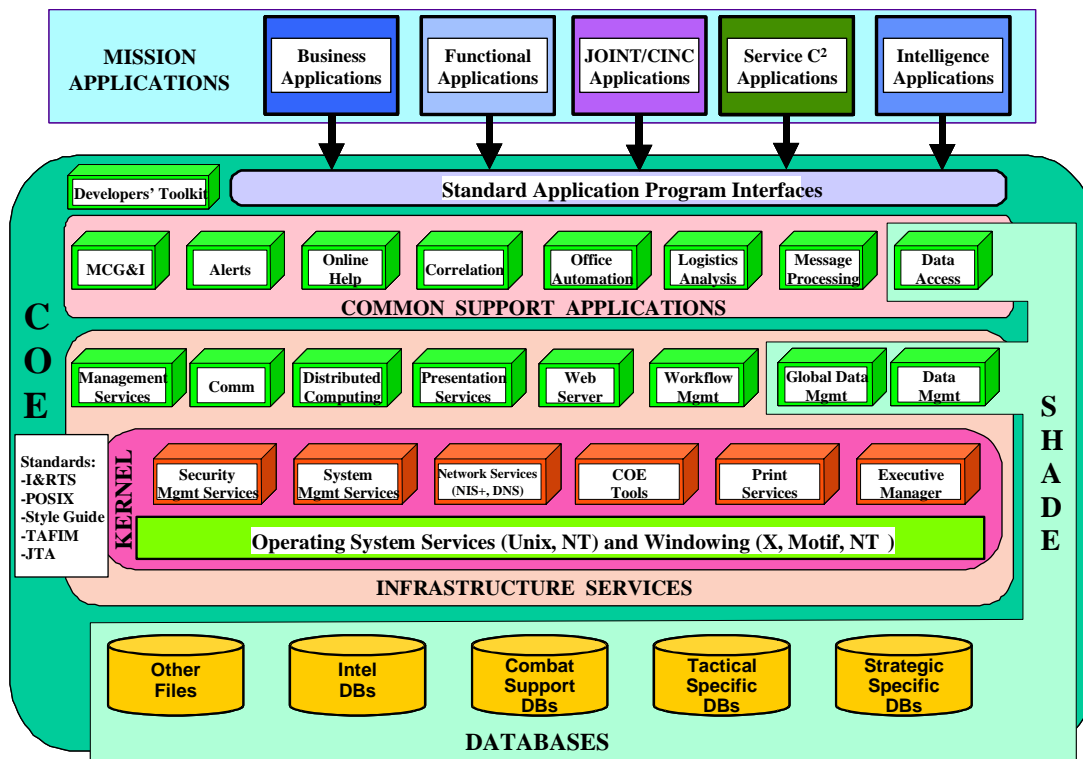 MISSION
APPLICATIONS
Business
Applications
Functional
Applications
JOINT/CINC
Applications
Service C²
Applications
Intelligence
Applications
Developers' Toolkit
Standard Application Program Interfaces
MCG&I
Alerts
Online
Help
Correlation
Office
Automation
Logistics
Analysis
Message
Processing
Data
Access
COMMON SUPPORT APPLICATIONS
COE
Management
Services
Comm
Distributed
Computing
Presentation
Services
Web
Server
Workflow
Mgmt
Global Data
Mgmt
Data
Mgmt
SHADE
Standards:
-I&RTS
-POSIX
-Style Guide
-TAFIM
-JTA
KERNEL
Security
Mgmt Services
System
Mgmt Services
Network Services
(NIS+, DNS)
COE
Tools
Print
Services
Executive
Manager
Operating System Services (Unix, NT) and Windowing (X, Motif, NT )
INFRASTRUCTURE SERVICES
Other
Files
Intel
DBs
Combat
Support
DBs
Tactical
Specific
DBs
Strategic
Specific
DBs
DATABASES